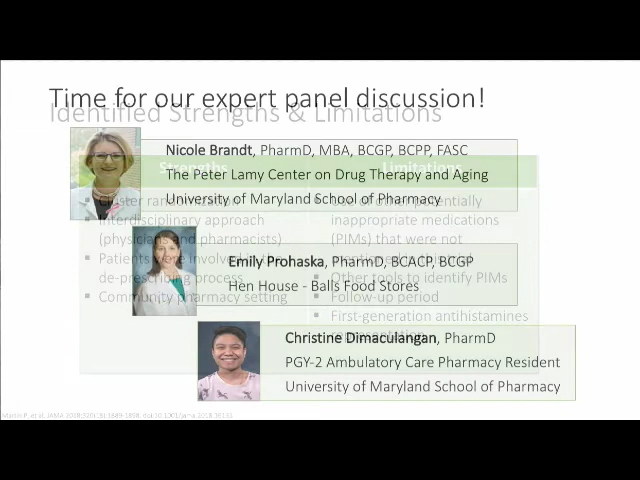 Time for our expert panel discussion!
Identified Strengths & Limitations
Nicole Brandt, PharmD, MBA, BCGP, BCPP, FASC
The Peter Lamy Center on Drug Therapy and Aging
University of Maryland School of Pharmacy
Emily Prohaska, PharmD, BCACP, BCGP
Hen House - Balls Food Stores
Christine Dimaculangan, PharmD
PGY-2 Ambulatory Care Pharmacy Resident
University of Maryland School of Pharmacy
Strengths
Cluster
Interdisciplinary approach
(physicians and pharmacists)
Patients were involved
de-prescribing process
Community pharmacy setting
Limitations
potentially
inappropriate medications
(PIMs) that were not
Other tools to identify PIMs
Follow-up period
First-generation antihistamines